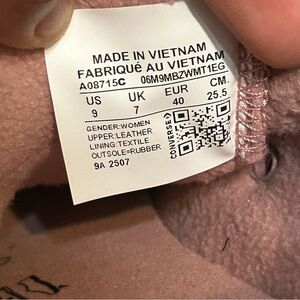 MADE IN VIETNAM
FABRIQUÉ AU VIETNAM
A08715C 06M9MBZWMT1EG
US UK EUR CM.
9 7 40 25.5
GENDER:WOMEN
UPPER:LEATHER
LINING:TEXTILE
OUTSOLE=RUBBER
9A 2507
CONVERSE